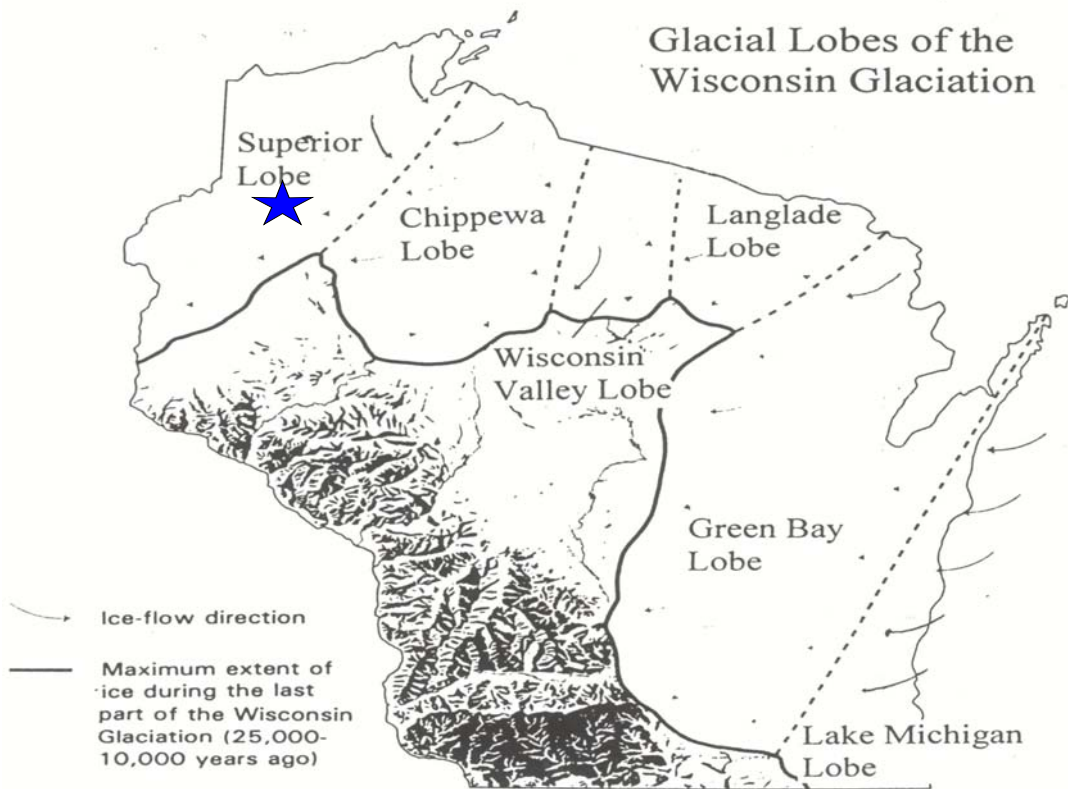 Glacial Lobes of the
Wisconsin Glaciation
Superior
Lobe
Chippewa
Lobe
Langlade
Lobe
Wisconsin
Valley Lobe
Green Bay
Lobe
Lake Michigan
Lobe
Ice-flow direction
Maximum extent of
ice during the last
part of the Wisconsin
Glaciation (25,000-
10,000 years ago)